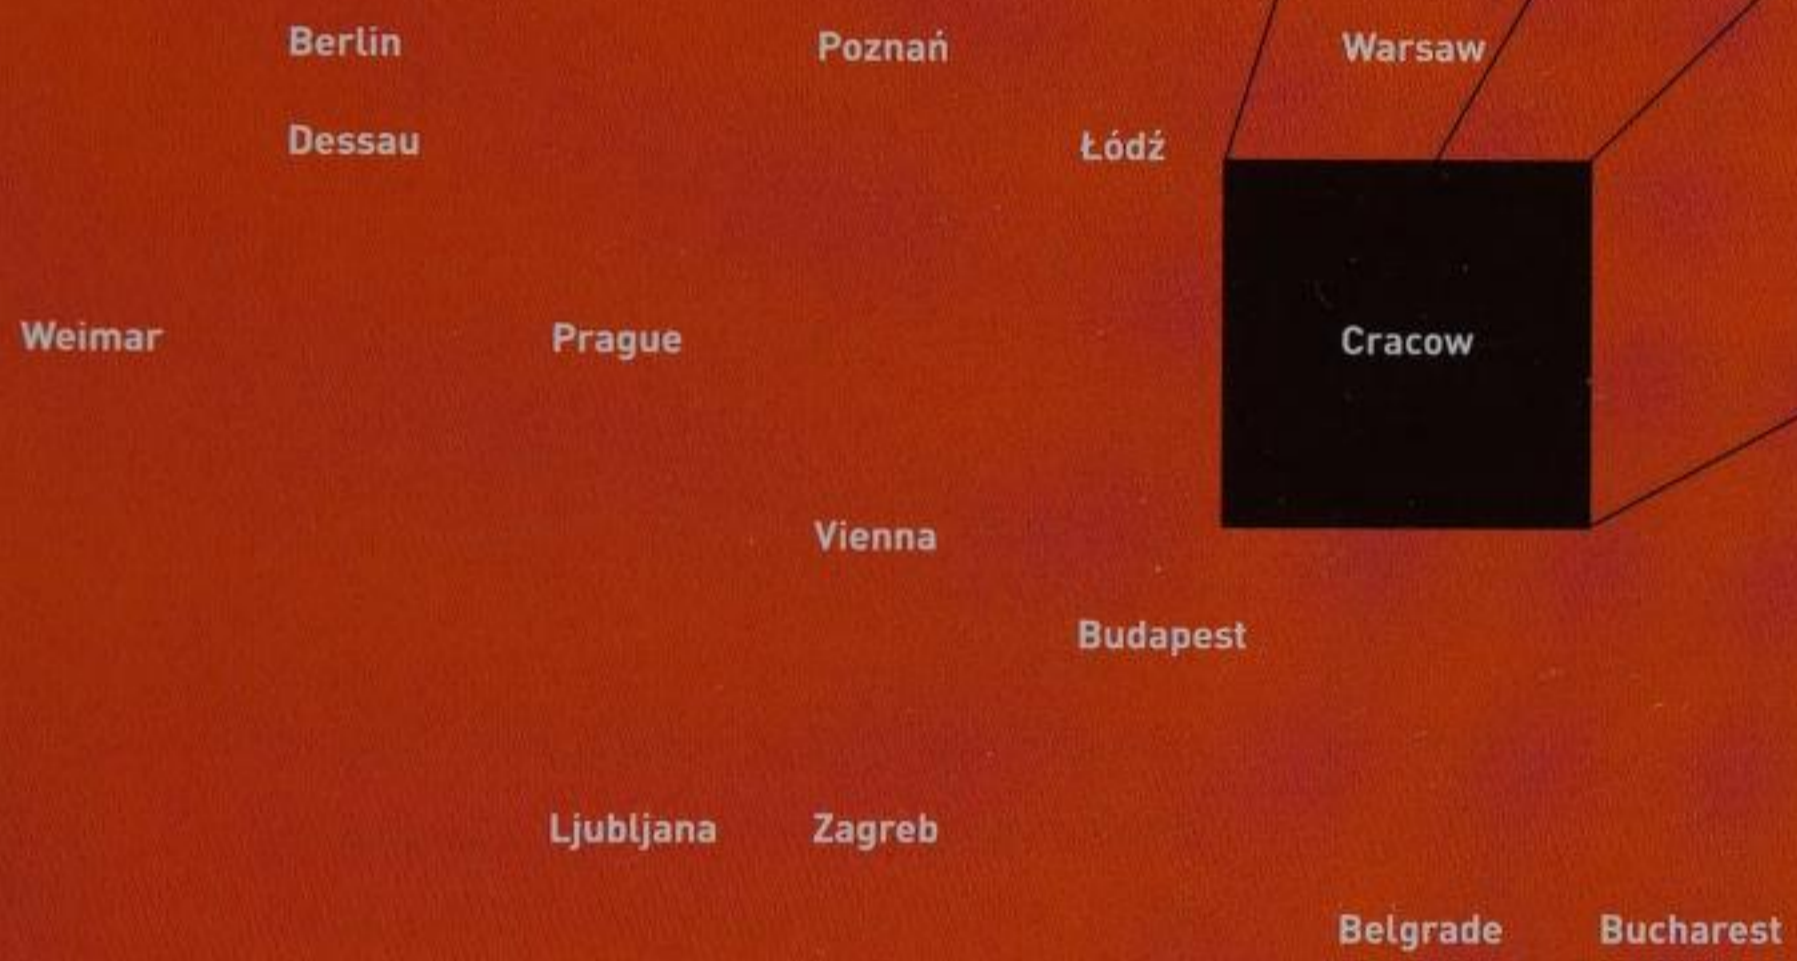 Berlin Poznań Warsaw
Dessau Łódź
Weimar Prague Cracow
Vienna
Budapest
Ljubljana Zagreb
Belgrade Bucharest